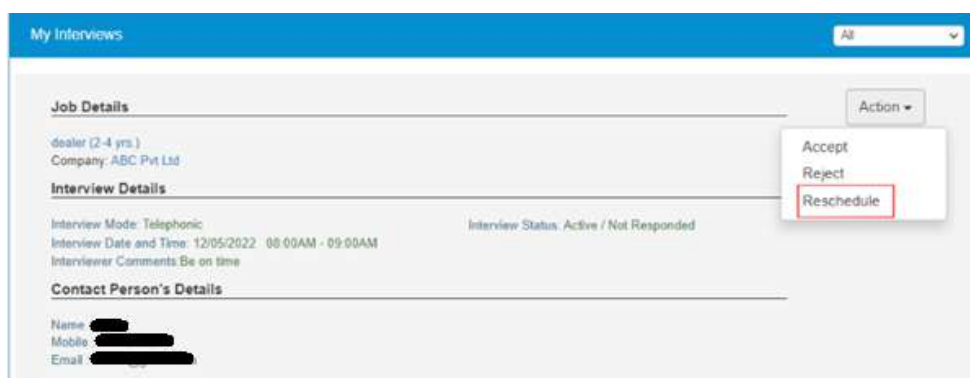 My Interviews
All
Job Details
Action
dealer (2-4 yrs.)
Company: ABC Pvt Ltd
Accept
Reject
Reschedule
Interview Details
Interview Mode: Telephonic
Interview Status: Active / Not Responded
Interview Date and Time: 12/05/2022 08:00AM - 09:00AM
Interviewer Comments:Be on time
Contact Person's Details
Name
Mobile
Email